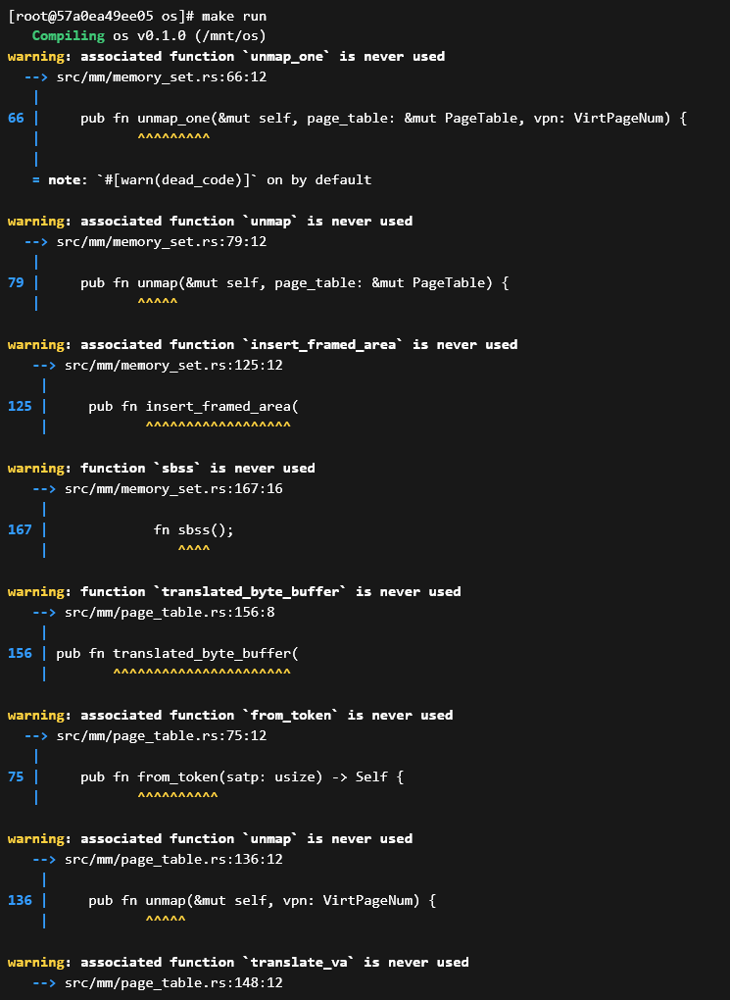 [root@57a0ea49ee05 os]# make run
   Compiling os v0.1.0 (/mnt/os)
warning: associated function `unmap_one` is never used
  --> src/mm/memory_set.rs:66:12
   |
66 |     pub fn unmap_one(&mut self, page_table: &mut PageTable, vpn: VirtPageNum) {
   |            ^^^^^^^^^
   |
   = note: `#[warn(dead_code)]` on by default

warning: associated function `unmap` is never used
  --> src/mm/memory_set.rs:79:12
   |
79 |     pub fn unmap(&mut self, page_table: &mut PageTable) {
   |            ^^^^^

warning: associated function `insert_framed_area` is never used
   --> src/mm/memory_set.rs:125:12
    |
125 |     pub fn insert_framed_area(
    |            ^^^^^^^^^^^^^^^^^^

warning: function `sbss` is never used
   --> src/mm/memory_set.rs:167:16
    |
167 |             fn sbss();
    |                ^^^^

warning: function `translated_byte_buffer` is never used
   --> src/mm/page_table.rs:156:8
    |
156 | pub fn translated_byte_buffer(
    |        ^^^^^^^^^^^^^^^^^^^^^^

warning: associated function `from_token` is never used
  --> src/mm/page_table.rs:75:12
   |
75 |     pub fn from_token(satp: usize) -> Self {
   |            ^^^^^^^^^^

warning: associated function `unmap` is never used
   --> src/mm/page_table.rs:136:12
    |
136 |     pub fn unmap(&mut self, vpn: VirtPageNum) {
    |            ^^^^^

warning: associated function `translate_va` is never used
   --> src/mm/page_table.rs:148:12